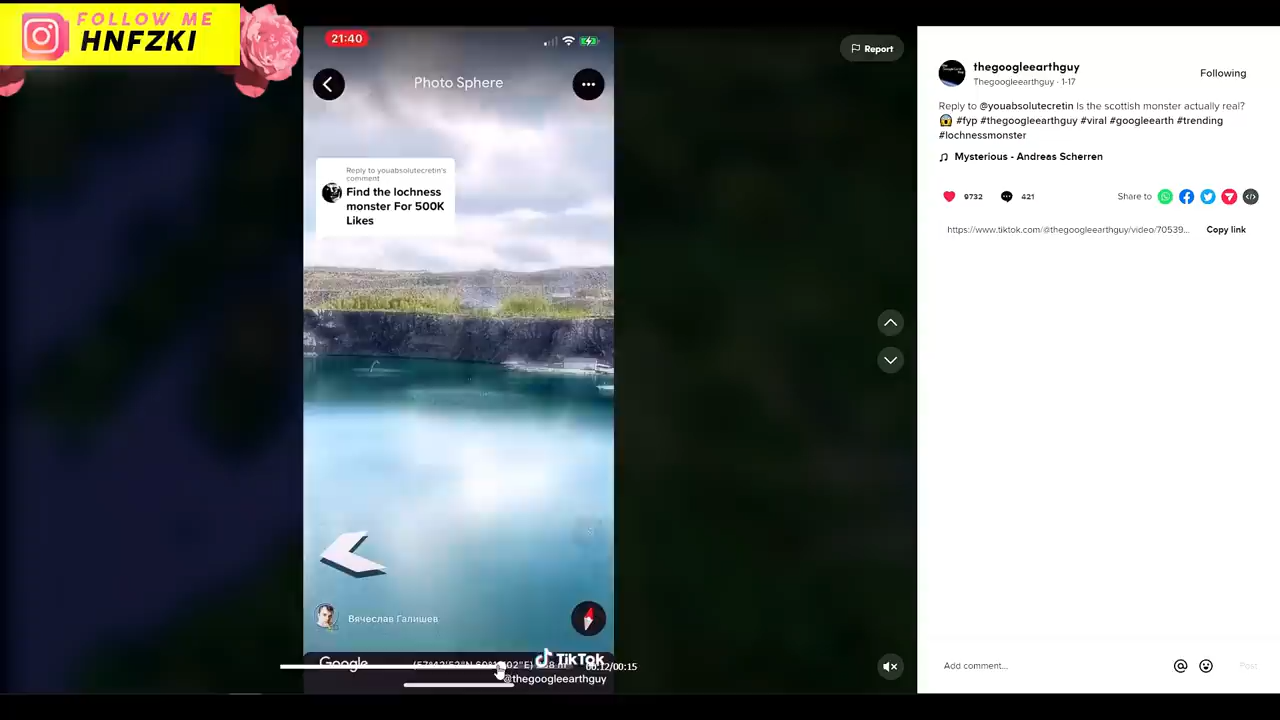 FOLLOW ME
HNFZKI
21:40
Photo Sphere
Reply to youabsolutecretin's
comment
Find the lochness
monster For 500K
Likes
Вячеслав Галишев
Google
TikTok
00:12/00:15
@thegoogleearthguy
Report
thegoogleearthguy
Thegoogleearthguy · 1-17
Following
Reply to @youabsolutecretin Is the scottish monster actually real?
😱 #fyp #thegoogleearthguy #viral #googleearth #trending
#lochnessmonster
♫ Mysterious - Andreas Scherren
9732
421
Share to
https://www.tiktok.com/@thegoogleearthguy/video/70539...
Copy link
Add comment...
Post